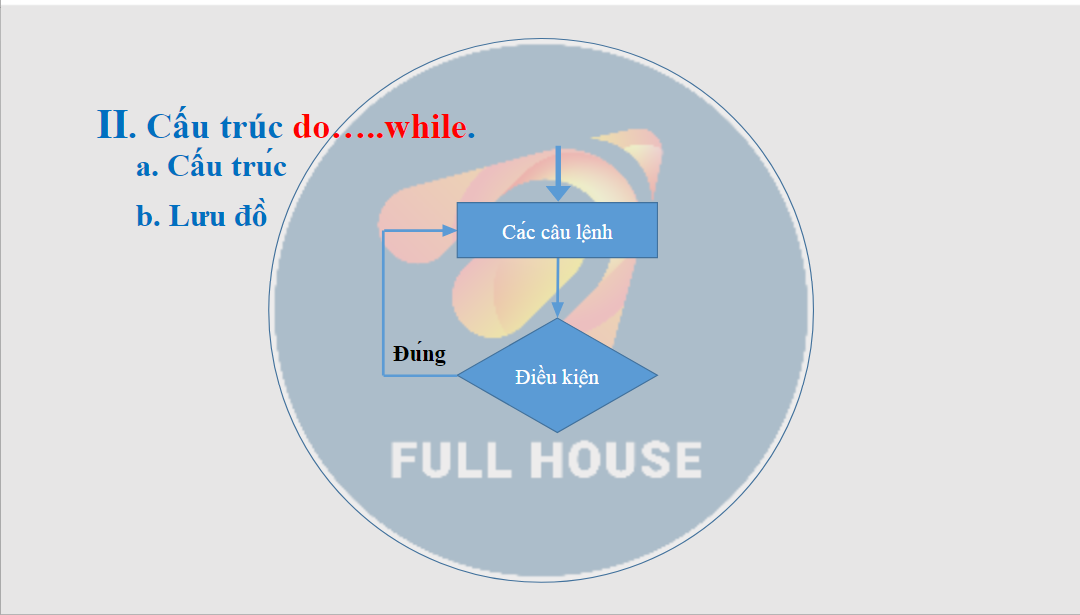 II. Cấu trúc do…..while.
a. Cấu trúc
b. Lưu đồ
Các câu lệnh
Đúng
Điều kiện
FULL HOUSE